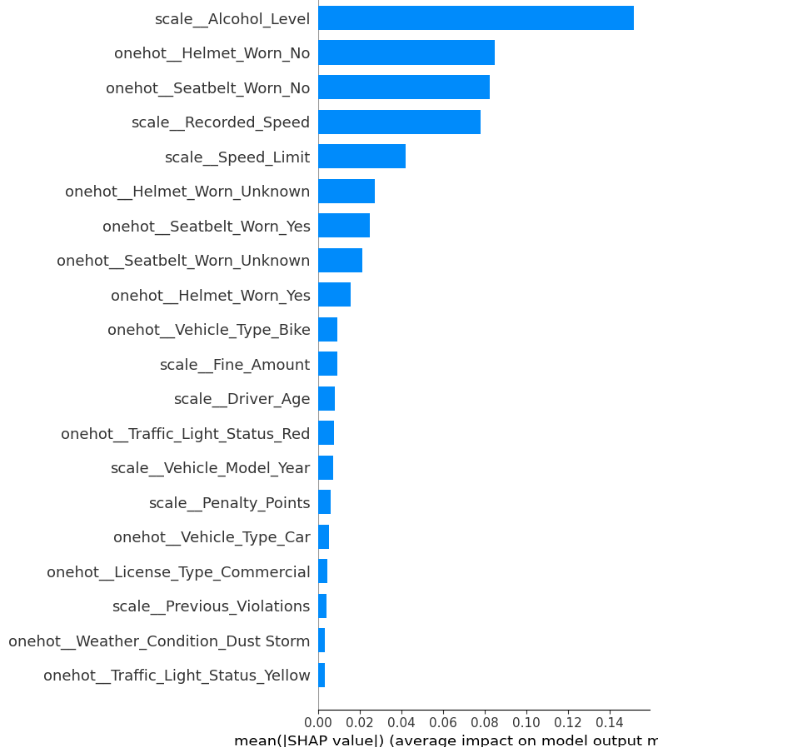 scale__Alcohol_Level
onehot__Helmet_Worn_No
onehot__Seatbelt_Worn_No
scale__Recorded_Speed
scale__Speed_Limit
onehot__Helmet_Worn_Unknown
onehot__Seatbelt_Worn_Yes
onehot__Seatbelt_Worn_Unknown
onehot__Helmet_Worn_Yes
onehot__Vehicle_Type_Bike
scale__Fine_Amount
scale__Driver_Age
onehot__Traffic_Light_Status_Red
scale__Vehicle_Model_Year
scale__Penalty_Points
onehot__Vehicle_Type_Car
onehot__License_Type_Commercial
scale__Previous_Violations
onehot__Weather_Condition_Dust Storm
onehot__Traffic_Light_Status_Yellow
0.00 0.02 0.04 0.06 0.08 0.10 0.12 0.14
mean(|SHAP value|) (average impact on model output m